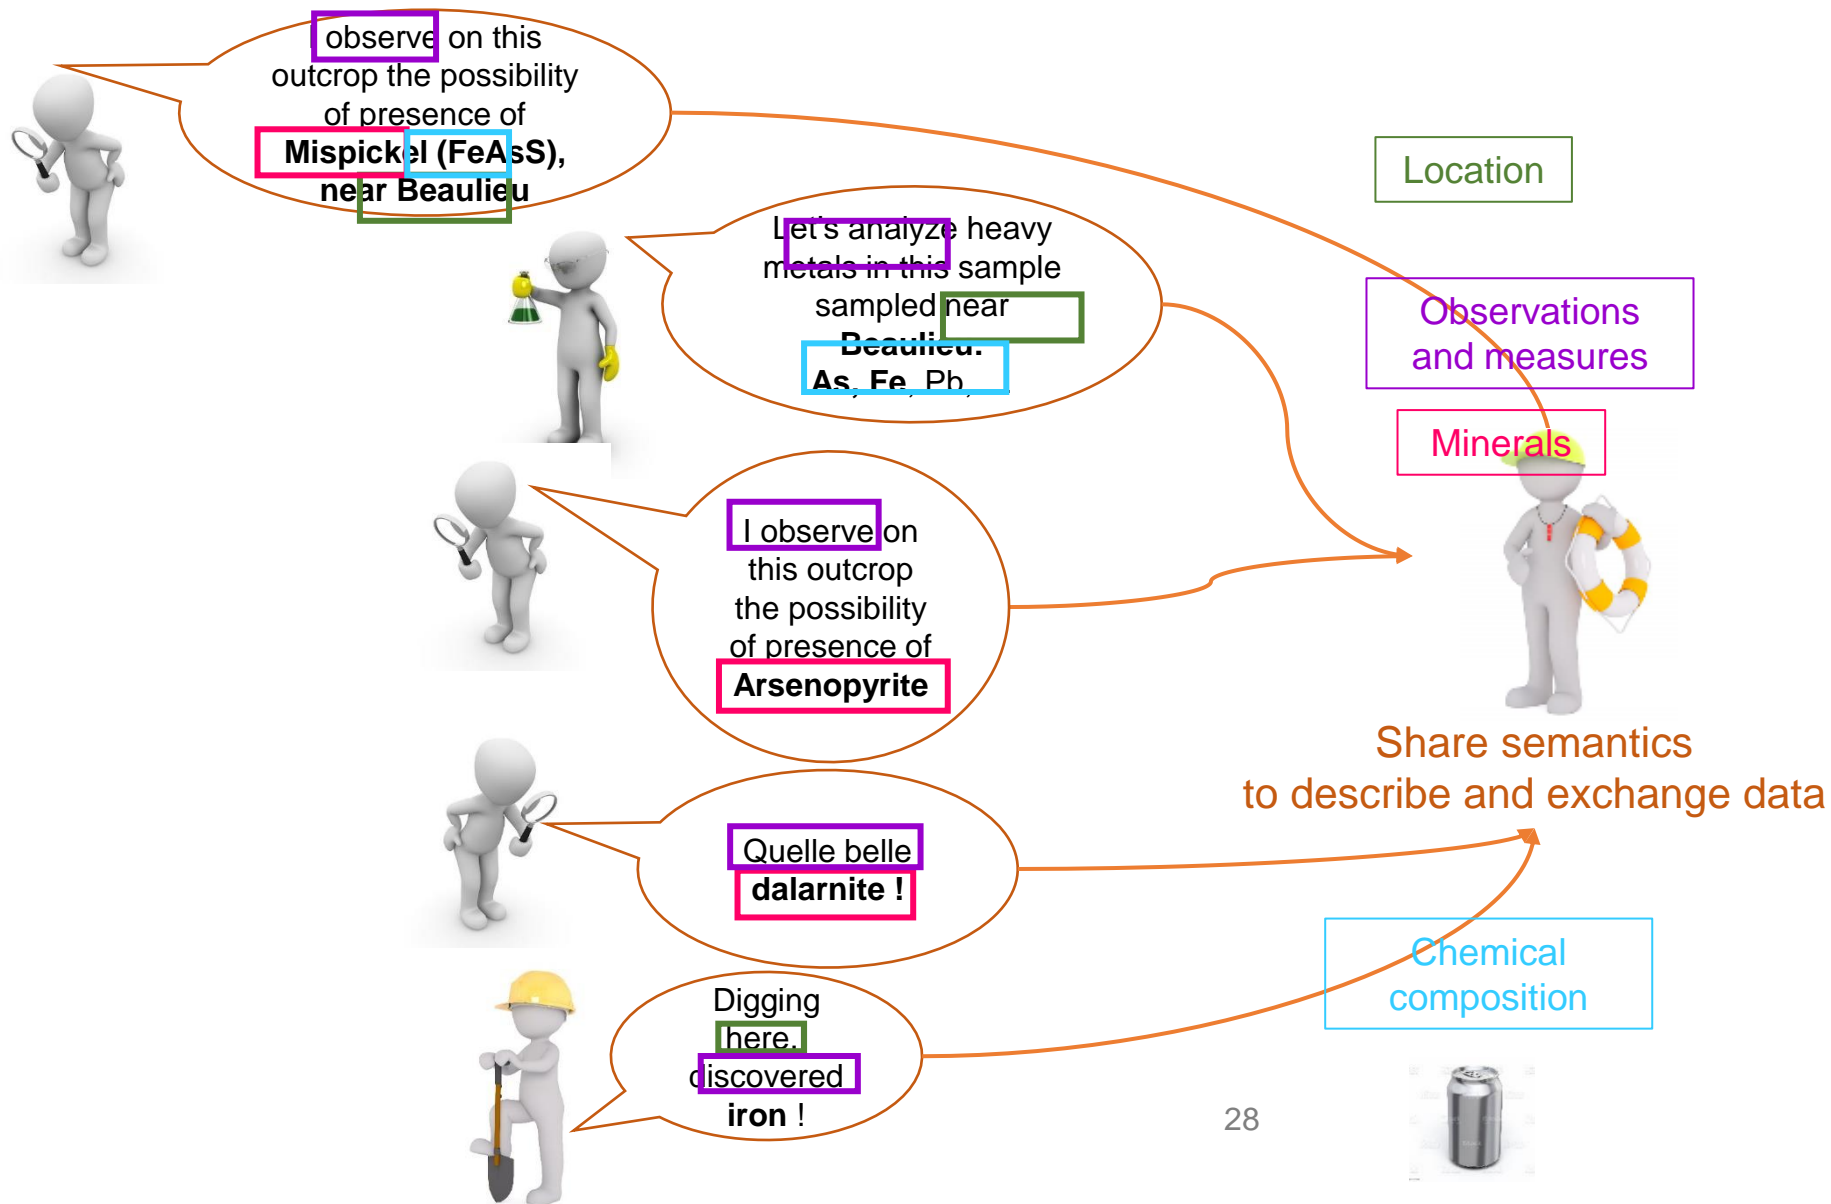 I observe on this
outcrop the possibility
of presence of
Mispickel (FeAsS),
near Beaulieu
Let's analyze heavy
metals in this sample
sampled near
Beaulieu:
As, Fe, Pb,
I observe on
this outcrop
the possibility
of presence of
Arsenopyrite
Quelle belle
dalarnite !
Digging
here,
discovered
iron !
Location
Observations
and measures
Minerals
Share semantics
to describe and exchange data
Chemical
composition
28